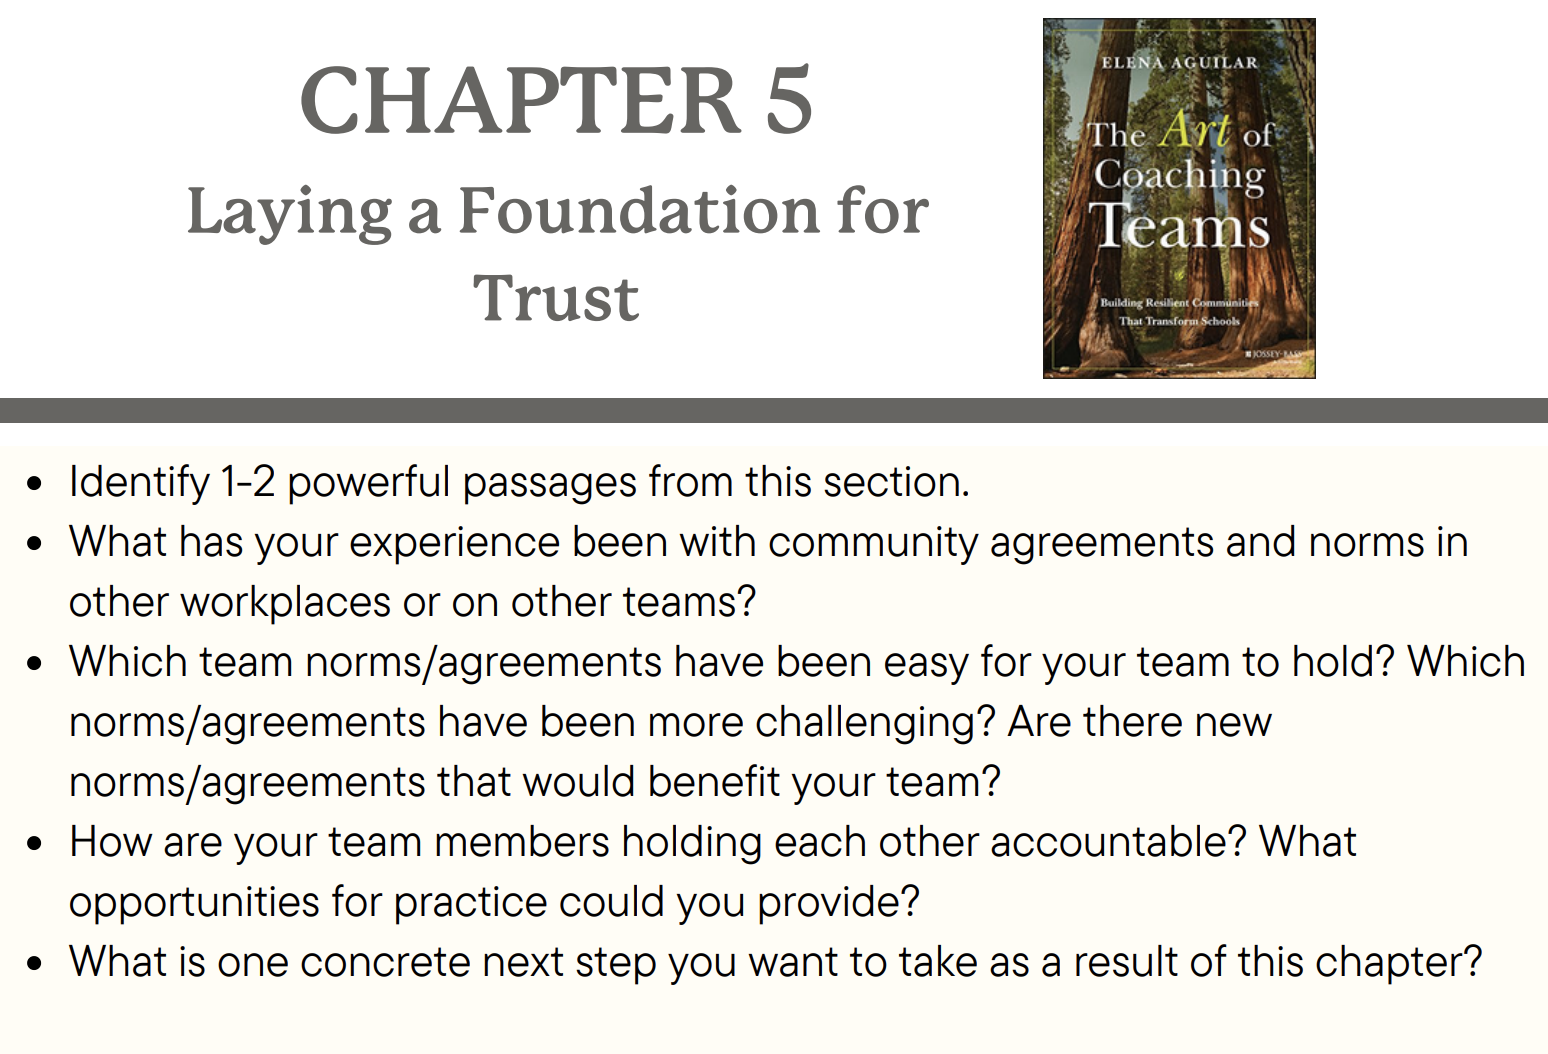 CHAPTER 5
Laying a Foundation for
Trust
ELENA AGUILAR
The Art of
Coaching
Teams
Building Resilient Communities
That Transform Schools
JOSSEY-BASS
• Identify 1-2 powerful passages from this section.
• What has your experience been with community agreements and norms in
other workplaces or on other teams?
• Which team norms/agreements have been easy for your team to hold? Which
norms/agreements have been more challenging? Are there new
norms/agreements that would benefit your team?
• How are your team members holding each other accountable? What
opportunities for practice could you provide?
• What is one concrete next step you want to take as a result of this chapter?